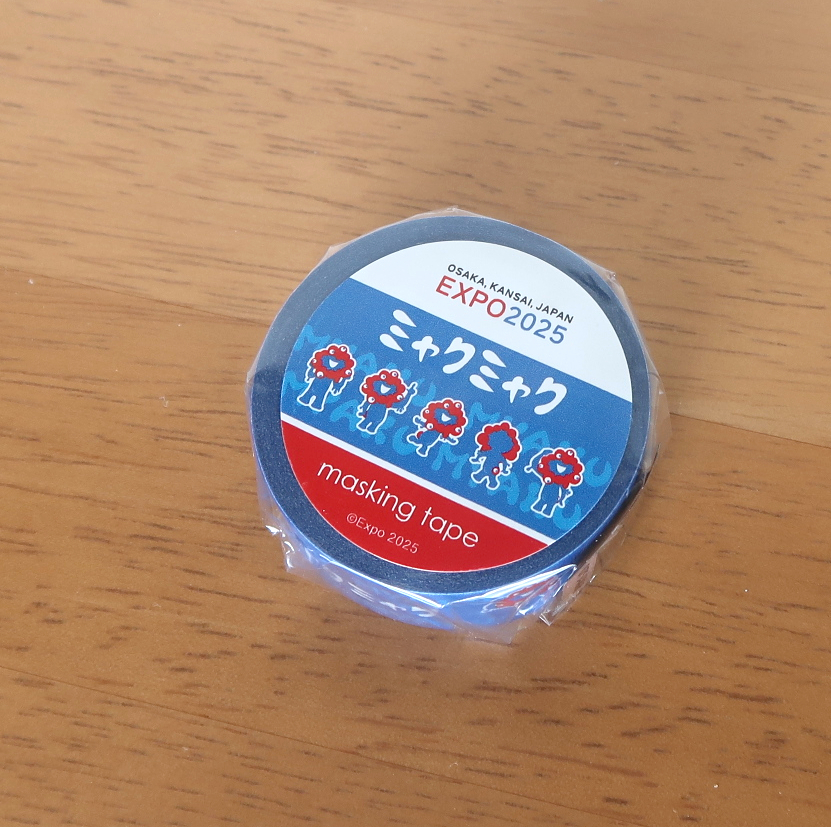 OSAKA, KANSAI, JAPAN
EXPO2025
ミャクミャク
masking tape
©Expo 2025